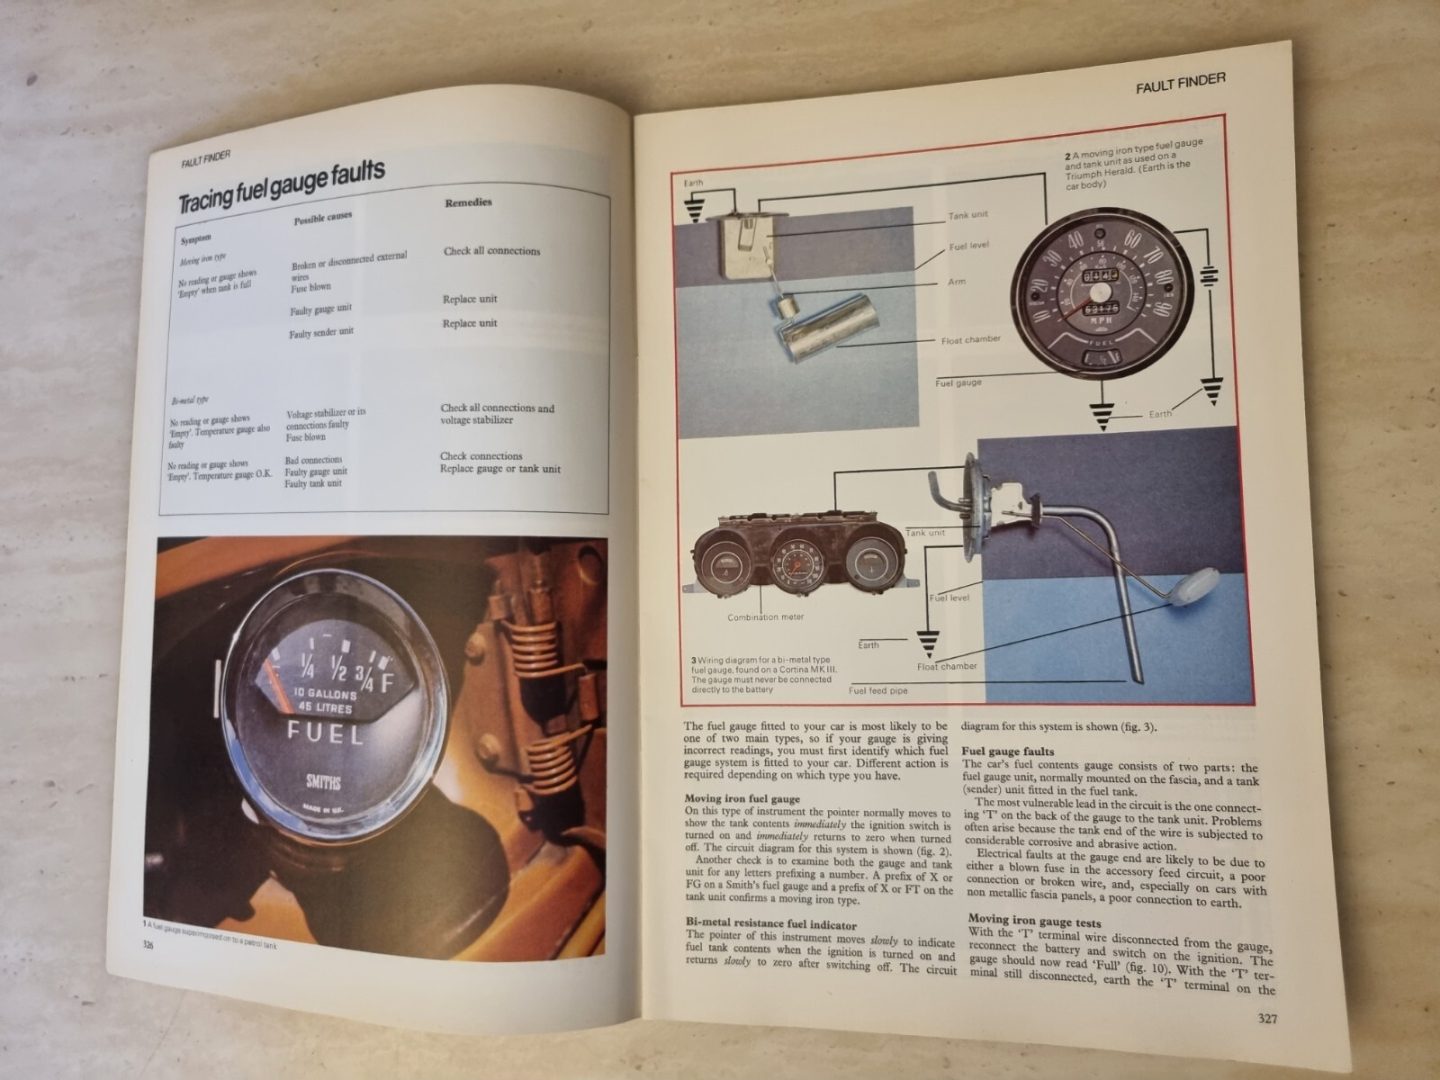 FAULT FINDER
Tracing fuel gauge faults
Symptom
Possible causes
Remedies
Moving iron type
No reading or gauge shows
'Empty' when tank is full
Broken or disconnected external
wires
Fuse blown
Check all connections
Faulty gauge unit
Replace unit
Faulty sender unit
Replace unit
Bi-metal type
No reading or gauge shows
'Empty'. Temperature gauge also
faulty
Voltage stabilizer or its
connections faulty
Fuse blown
Check all connections and
voltage stabilizer
No reading or gauge shows
'Empty'. Temperature gauge O.K.
Bad connections
Faulty gauge unit
Faulty tank unit
Check connections
Replace gauge or tank unit
1/4 1/2 3/4 F
10 GALLONS
45 LITRES
FUEL
SMITHS
MADE IN U.K.
1 A fuel gauge superimposed on to a petrol tank
326
FAULT FINDER
2 A moving iron type fuel gauge
and tank unit as used on a
Triumph Herald. (Earth is the
car body)
Earth
Tank unit
Fuel level
Arm
Float chamber
Fuel gauge
Earth
10 20 40 60 70 80 90
MPH
FUEL
Tank unit
Combination meter
Fuel level
Earth
Float chamber
Fuel feed pipe
3 Wiring diagram for a bi-metal type
fuel gauge, found on a Cortina MK III.
The gauge must never be connected
directly to the battery
The fuel gauge fitted to your car is most likely to be
one of two main types, so if your gauge is giving
incorrect readings, you must first identify which fuel
gauge system is fitted to your car. Different action is
required depending on which type you have.
Moving iron fuel gauge
On this type of instrument the pointer normally moves to
show the tank contents immediately the ignition switch is
turned on and immediately returns to zero when turned
off. The circuit diagram for this system is shown (fig. 2).
Another check is to examine both the gauge and tank
unit for any letters prefixing a number. A prefix of X or
FG on a Smith's fuel gauge and a prefix of X or FT on the
tank unit confirms a moving iron type.
Bi-metal resistance fuel indicator
The pointer of this instrument moves slowly to indicate
fuel tank contents when the ignition is turned on and
returns slowly to zero after switching off. The circuit
diagram for this system is shown (fig. 3).
Fuel gauge faults
The car's fuel contents gauge consists of two parts: the
fuel gauge unit, normally mounted on the fascia, and a tank
(sender) unit fitted in the fuel tank.
The most vulnerable lead in the circuit is the one connect-
ing 'T' on the back of the gauge to the tank unit. Problems
often arise because the tank end of the wire is subjected to
considerable corrosive and abrasive action.
Electrical faults at the gauge end are likely to be due to
either a blown fuse in the accessory feed circuit, a poor
connection or broken wire, and, especially on cars with
non metallic fascia panels, a poor connection to earth.
Moving iron gauge tests
With the 'T' terminal wire disconnected from the gauge,
reconnect the battery and switch on the ignition. The
gauge should now read 'Full' (fig. 10). With the 'T' ter-
minal still disconnected, earth the 'T' terminal on the
327